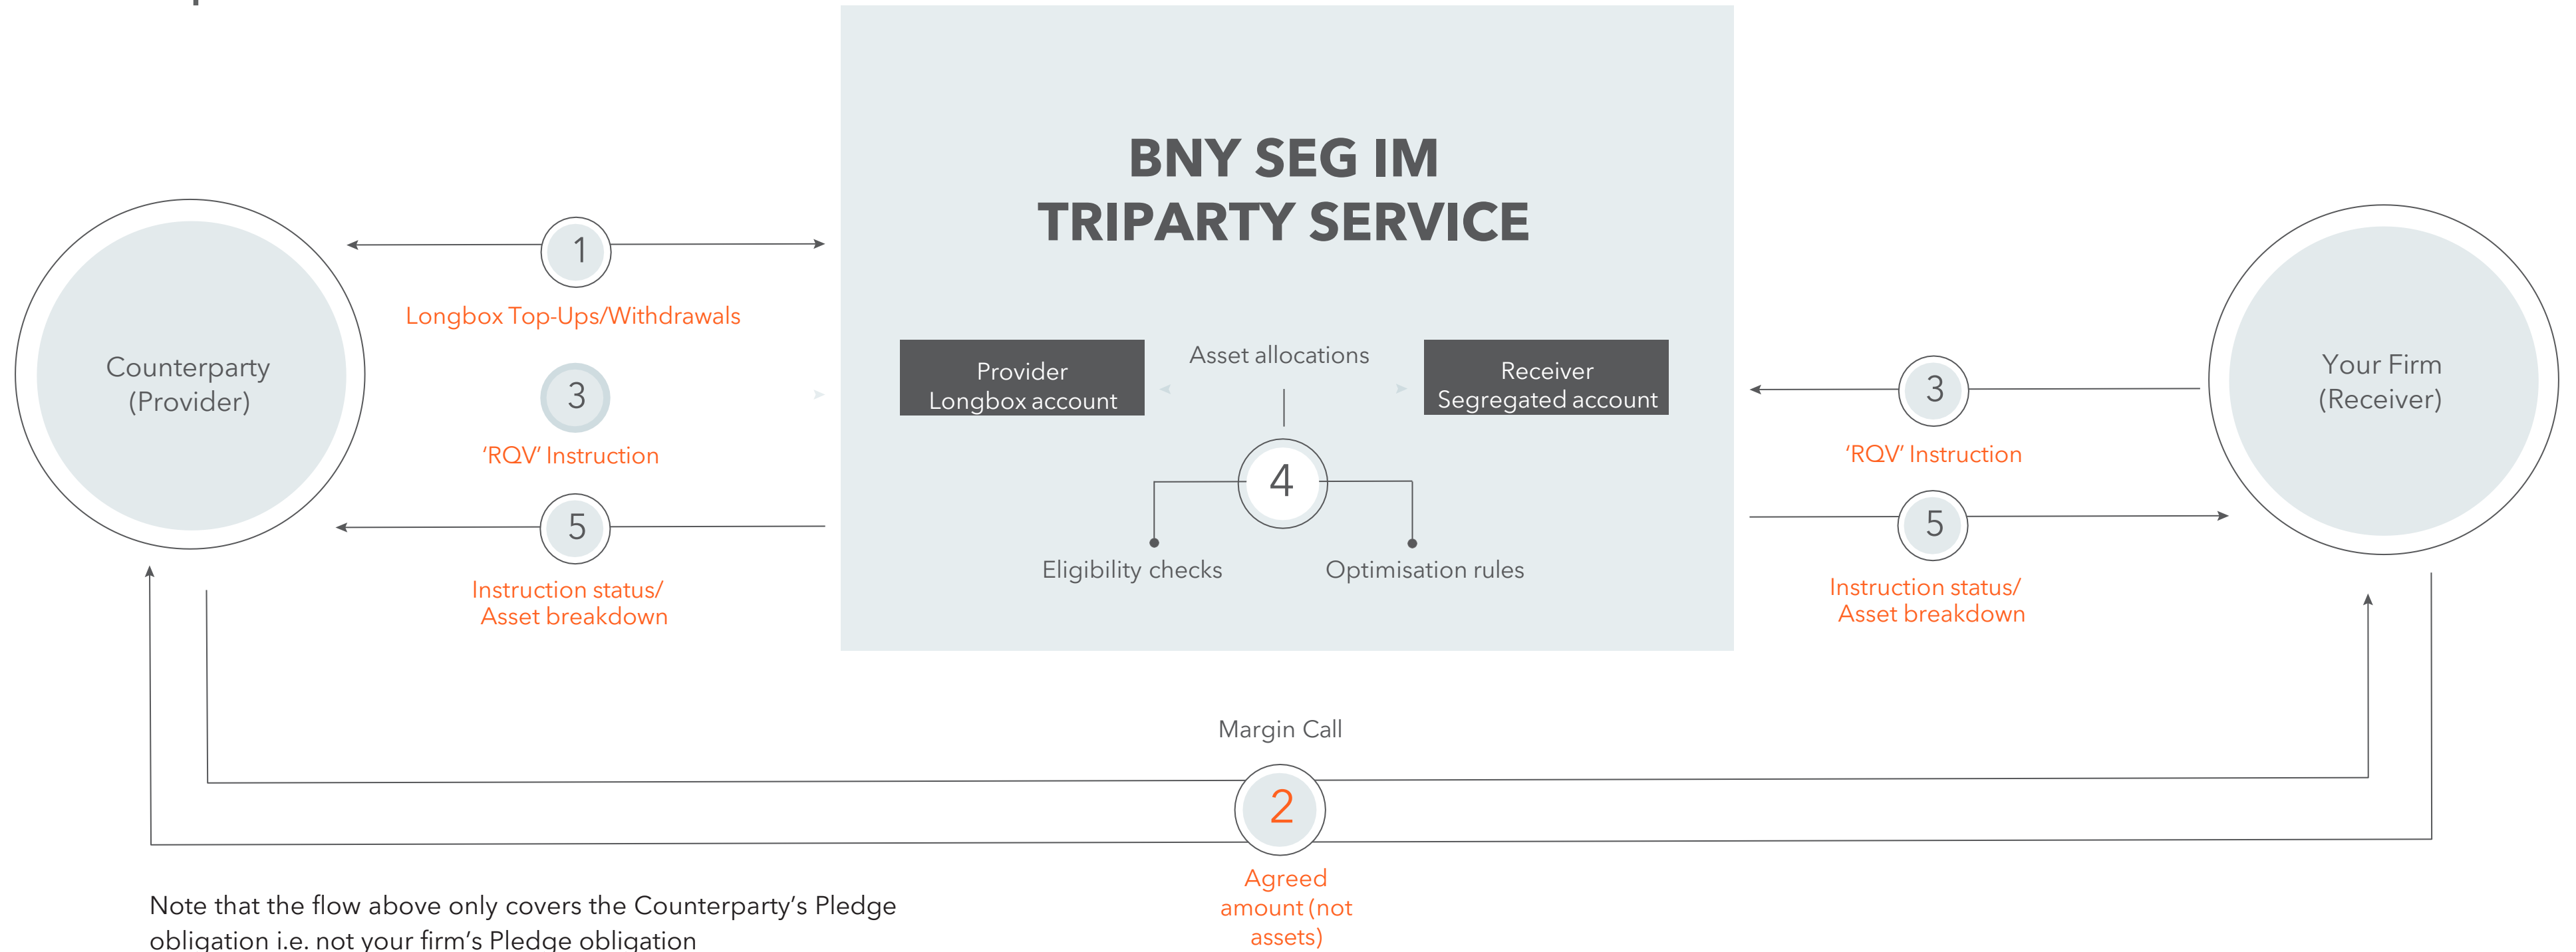 BNY SEG IM
TRIPARTY SERVICE
1
Longbox Top-Ups/Withdrawals
Counterparty
(Provider)
3
'RQV' Instruction
5
Instruction status/
Asset breakdown
Provider
Longbox account
Asset allocations
Receiver
Segregated account
4
Eligibility checks
Optimisation rules
3
'RQV' Instruction
5
Instruction status/
Asset breakdown
Your Firm
(Receiver)
Margin Call
2
Agreed
amount (not
assets)
Note that the flow above only covers the Counterparty's Pledge
obligation i.e. not your firm's Pledge obligation